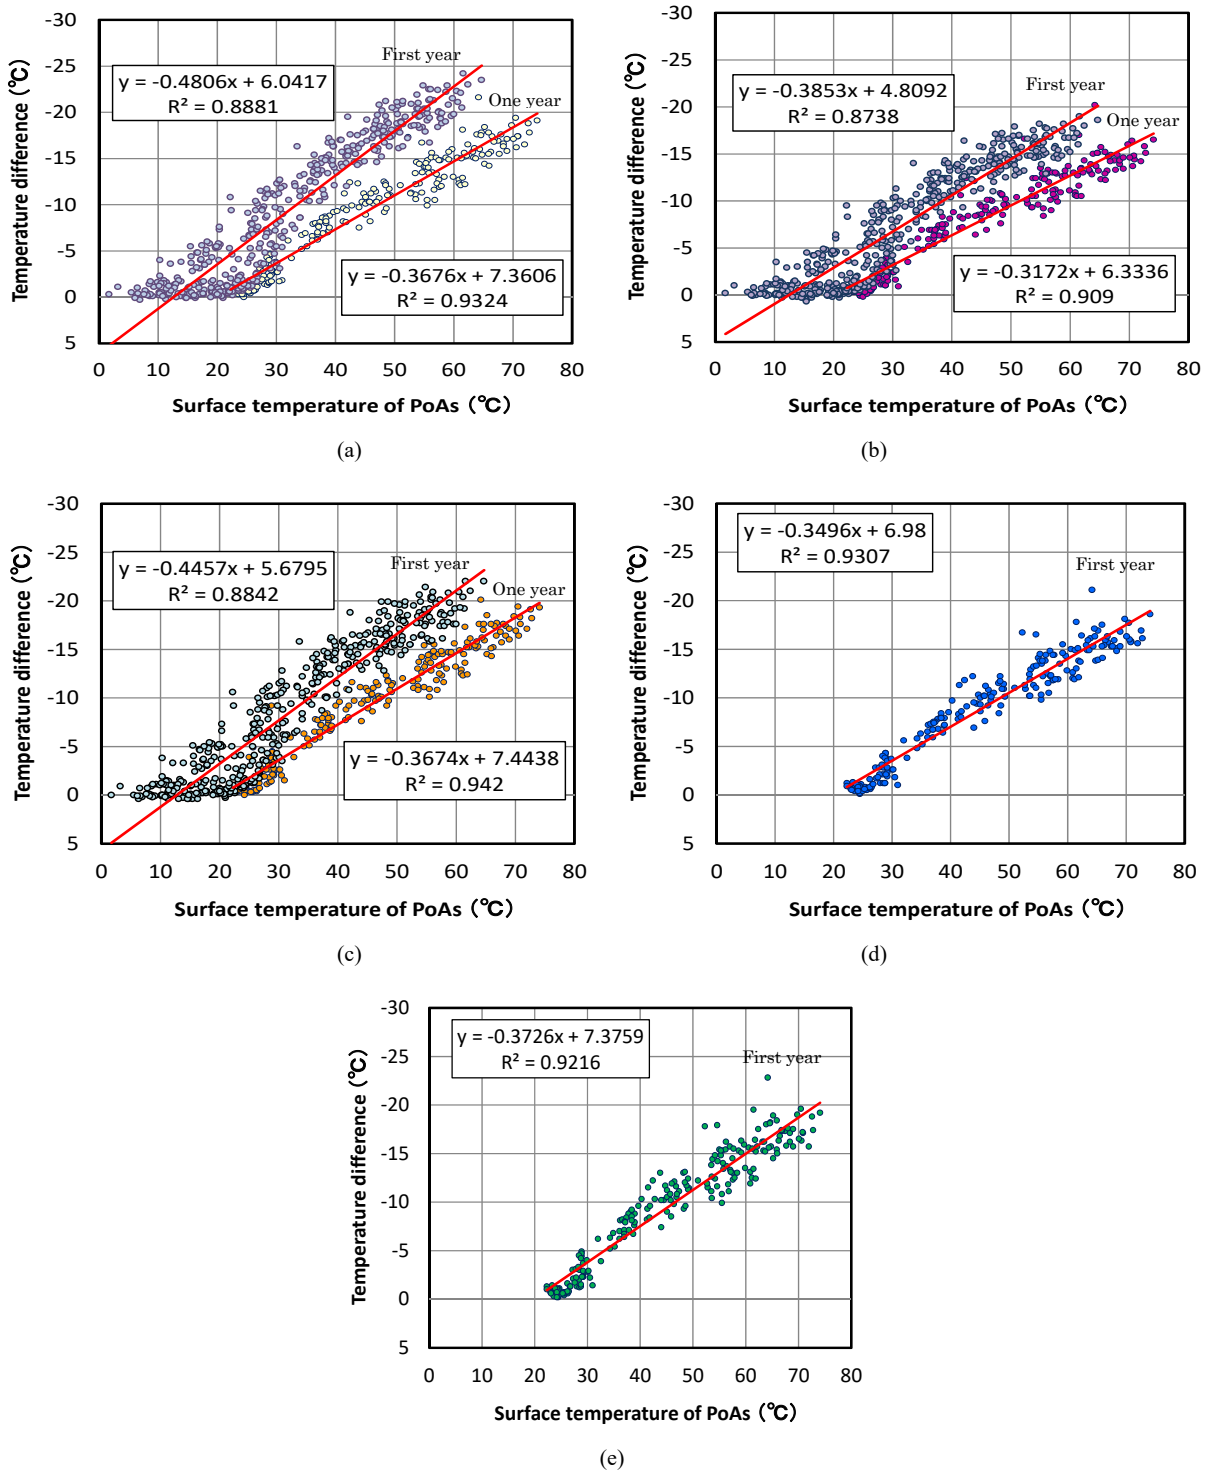 -30
-25
-20
-15
-10
-5
0
5
Temperature difference (℃)
First year
One year
y = -0.4806x + 6.0417
R² = 0.8881
y = -0.3676x + 7.3606
R² = 0.9324
0 10 20 30 40 50 60 70 80
Surface temperature of PoAs (℃)
(a)
-30
-25
-20
-15
-10
-5
0
5
Temperature difference (℃)
First year
One year
y = -0.3853x + 4.8092
R² = 0.8738
y = -0.3172x + 6.3336
R² = 0.909
0 10 20 30 40 50 60 70 80
Surface temperature of PoAs (℃)
(b)
-30
-25
-20
-15
-10
-5
0
5
Temperature difference (℃)
First year
One year
y = -0.4457x + 5.6795
R² = 0.8842
y = -0.3674x + 7.4438
R² = 0.942
0 10 20 30 40 50 60 70 80
Surface temperature of PoAs (℃)
(c)
-30
-25
-20
-15
-10
-5
0
5
Temperature difference (℃)
y = -0.3496x + 6.98
R² = 0.9307
First year
0 10 20 30 40 50 60 70 80
Surface temperature of PoAs (℃)
(d)
-30
-25
-20
-15
-10
-5
0
5
Temperature difference (℃)
y = -0.3726x + 7.3759
R² = 0.9216
First year
0 10 20 30 40 50 60 70 80
Surface temperature of PoAs (℃)
(e)